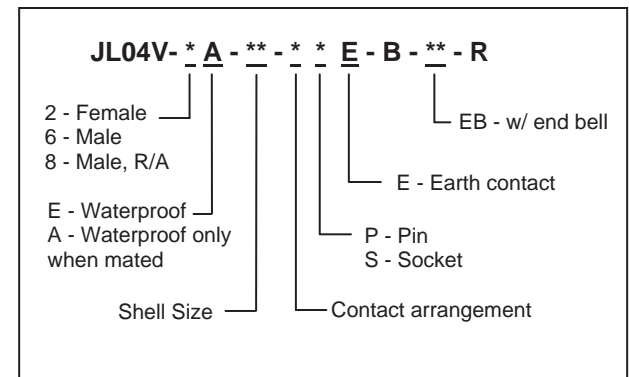 JL04V- * A - ** - * * E - B - ** - R
2 - Female
6 - Male
8 - Male, R/A
EB - w/ end bell
E - Earth contact
E - Waterproof
A - Waterproof only
when mated
P - Pin
S - Socket
Shell Size
Contact arrangement